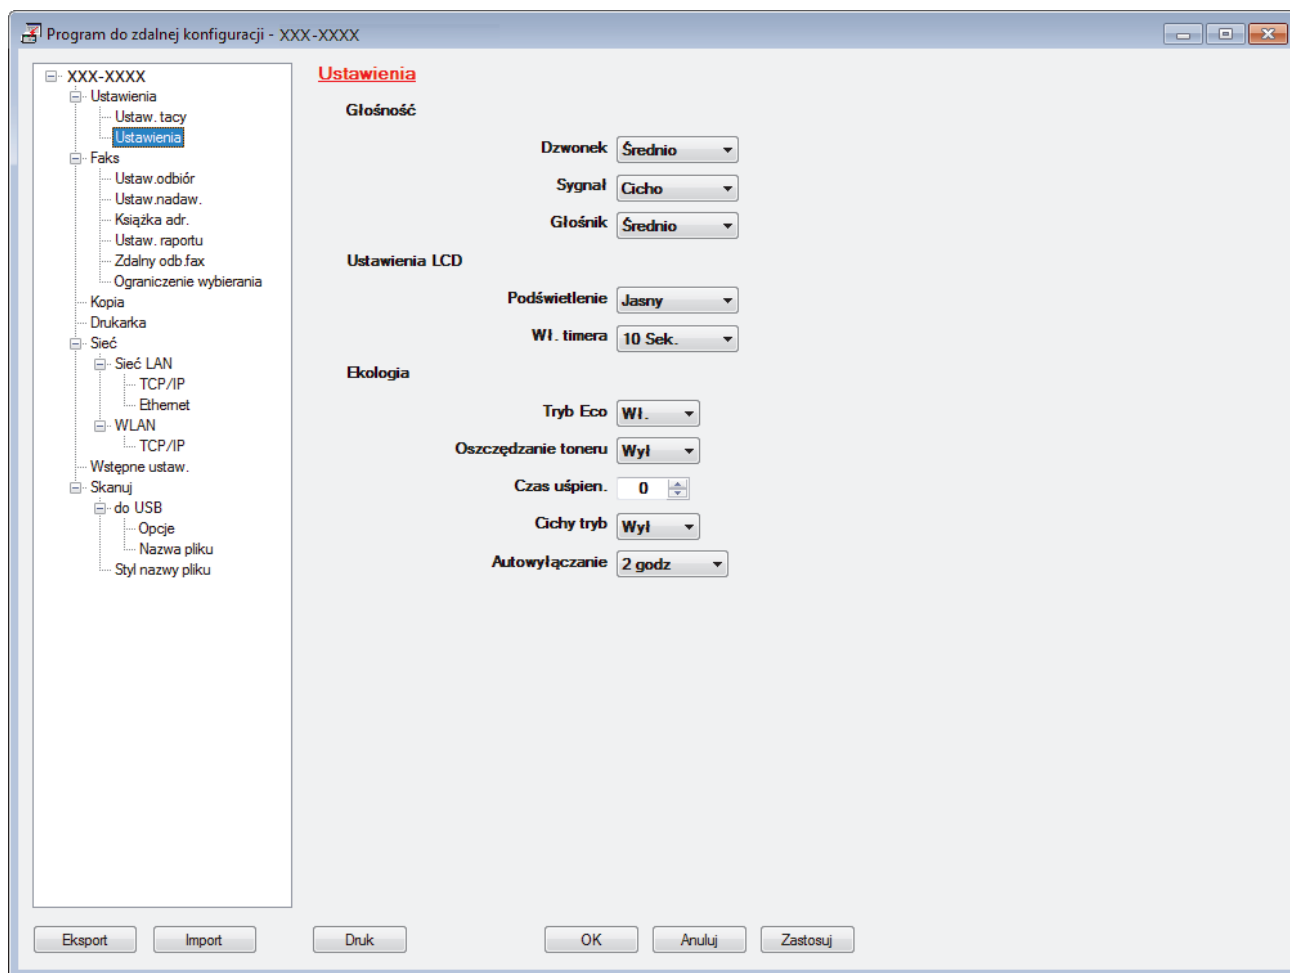 Program do zdalnej konfiguracji - XXX-XXXX
XXX-XXXX
Ustawienia
Ustaw. tacy
Ustawienia
Faks
Ustaw.odbiór
Ustaw.nadaw.
Książka adr.
Ustaw. raportu
Zdalny odb.fax
Ograniczenie wybierania
Kopia
Drukarka
Sieć
Sieć LAN
TCP/IP
Ethernet
WLAN
TCP/IP
Wstępne ustaw.
Skanuj
do USB
Opcje
Nazwa pliku
Styl nazwy pliku
Ustawienia
Głośność
Dzwonek Średnio
Sygnał Cicho
Głośnik Średnio
Ustawienia LCD
Podświetlenie Jasny
Wł. timera 10 Sek.
Ekologia
Tryb Eco Wł.
Oszczędzanie toneru Wył
Czas uśpien. 0
Cichy tryb Wył
Autowyłączanie 2 godz
Eksport Import Druk OK Anuluj Zastosuj